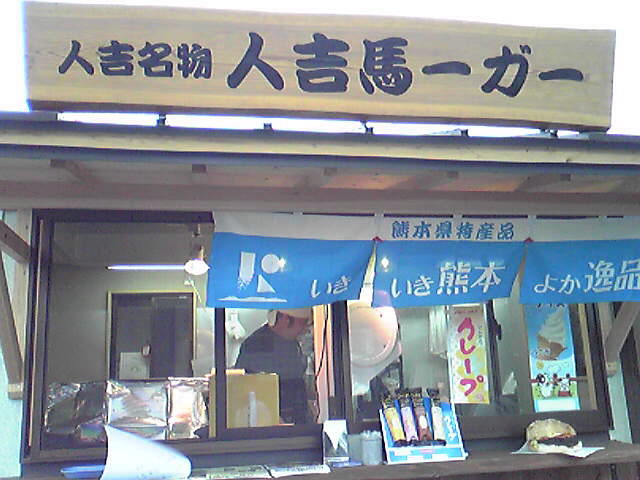 人吉名物 人吉馬ーガー
熊本県特産品
いき いき熊本 よか逸品
クレープ